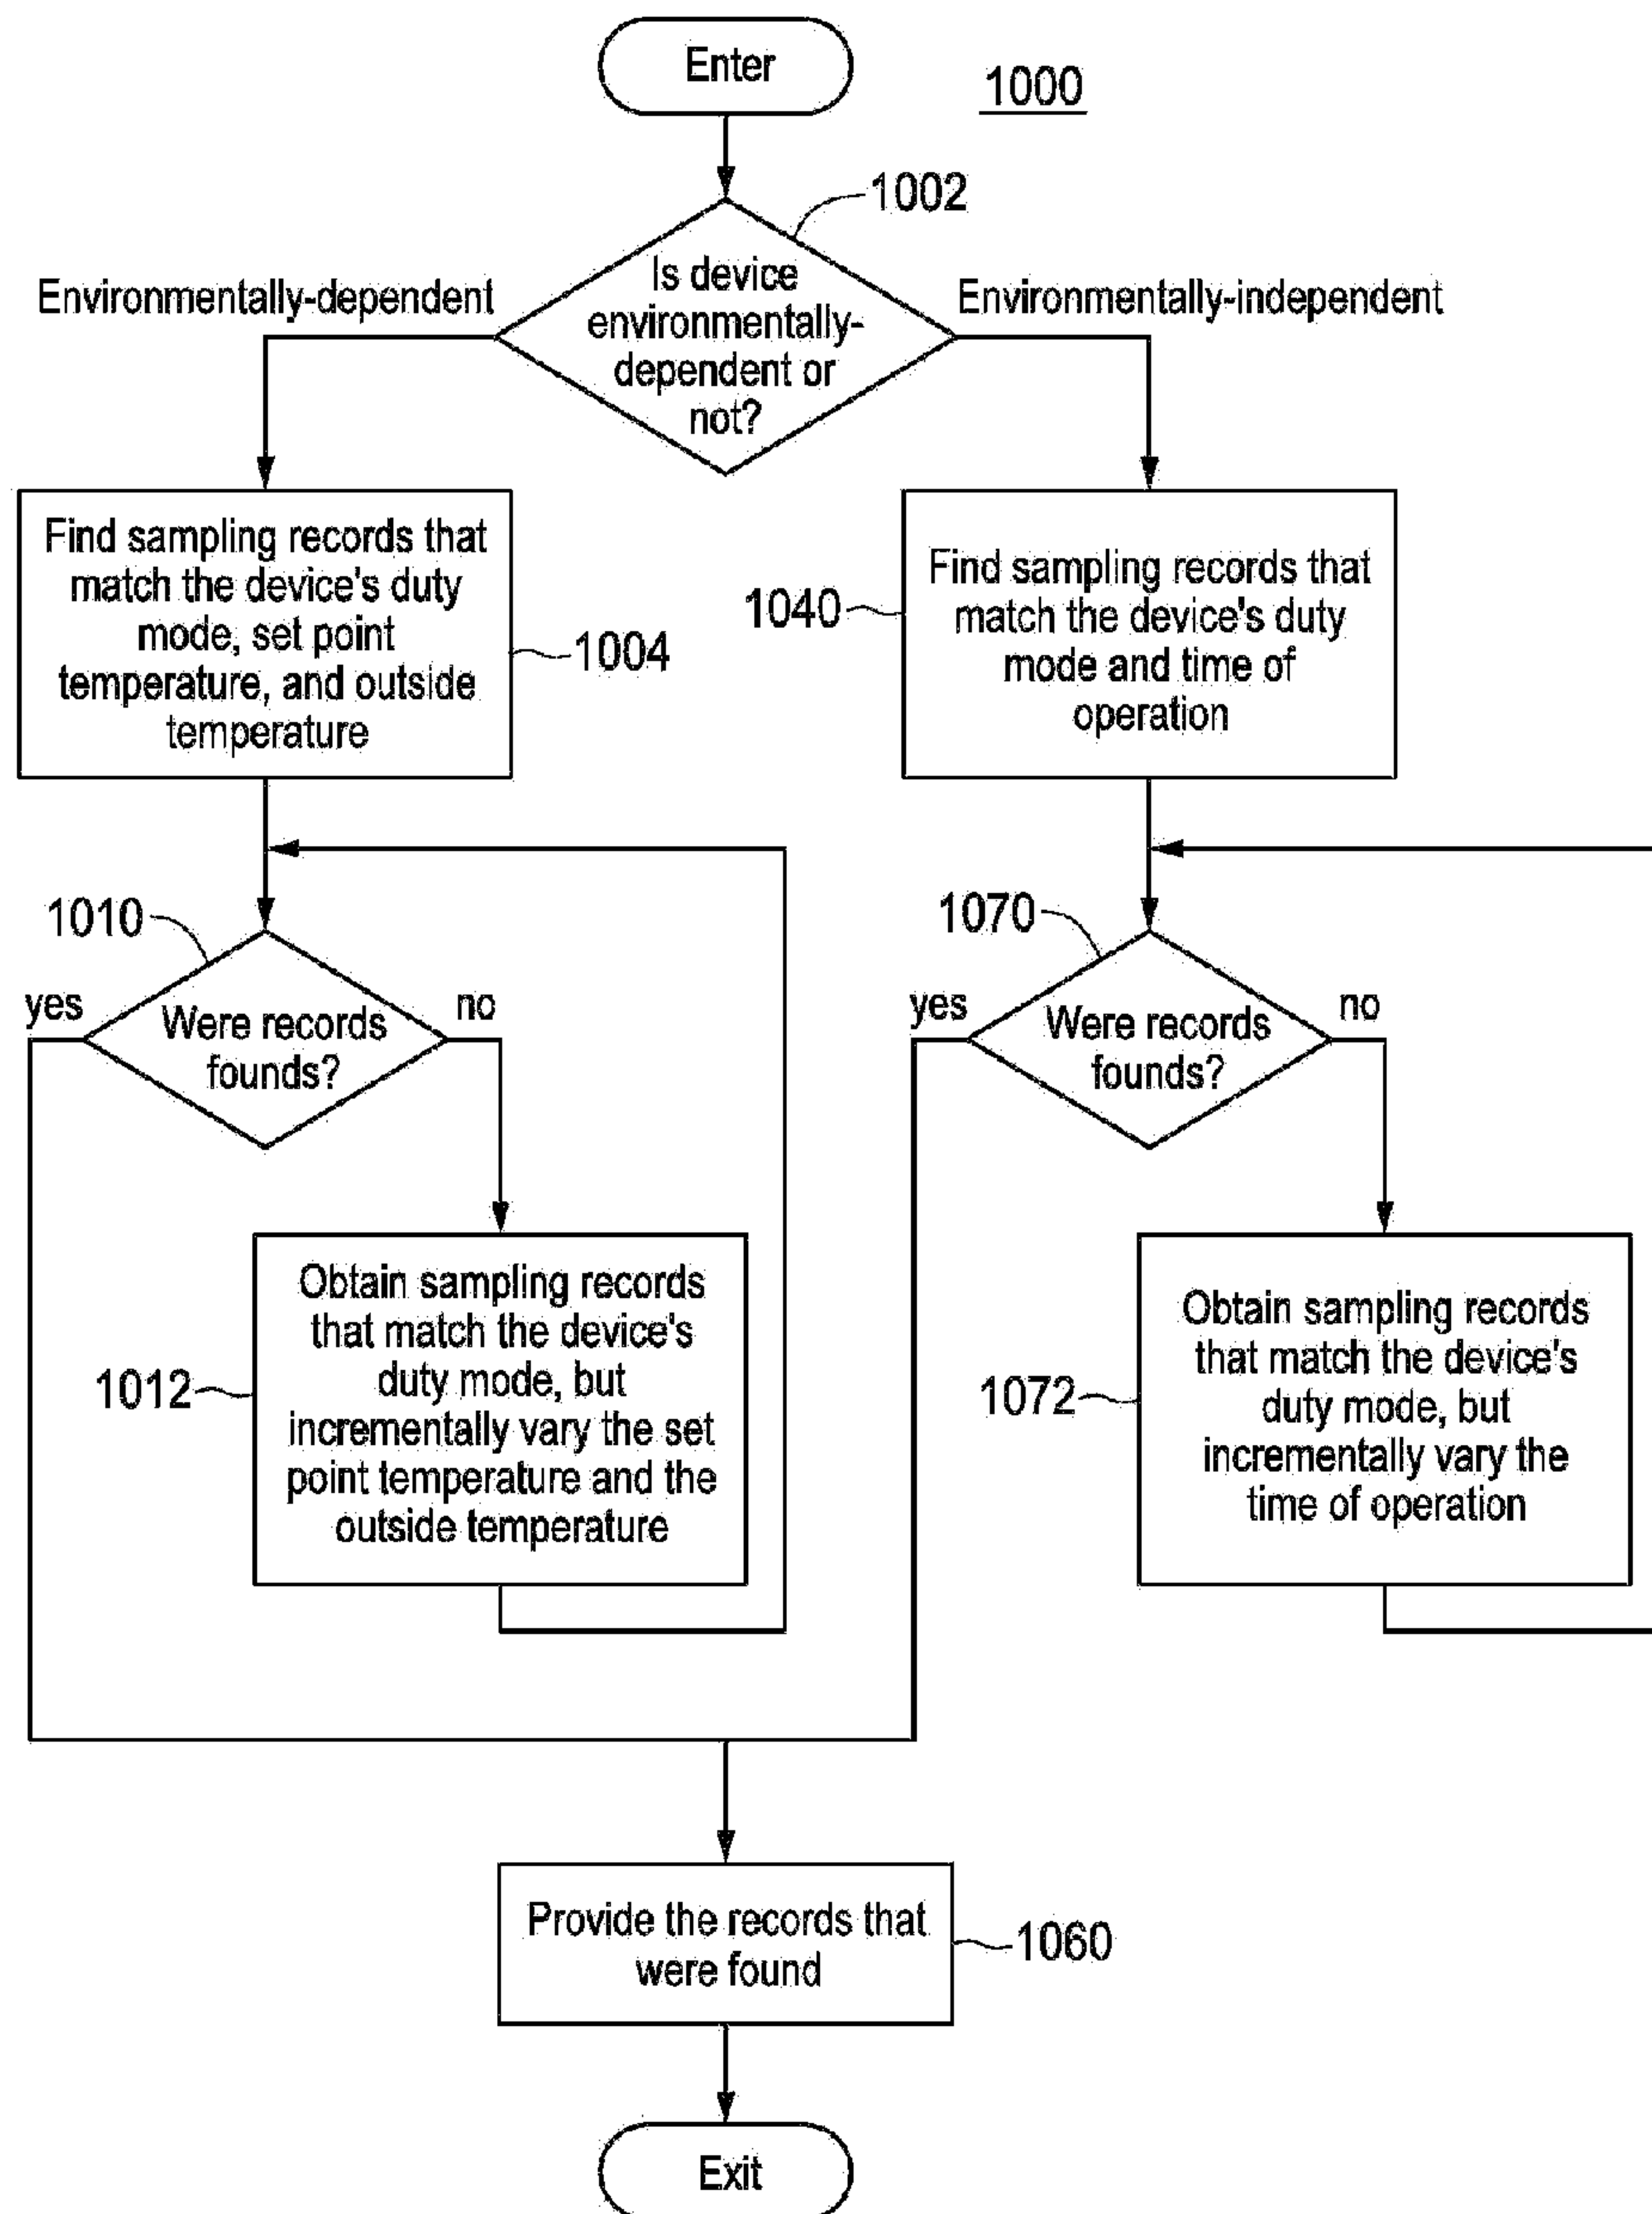 Enter
1000
1002
Is device
environmentally-
dependent or
not?
Environmentally-dependent
Environmentally-independent
Find sampling records that
match the device's duty
mode, set point
temperature, and outside
temperature
1004
1040
Find sampling records that
match the device's duty
mode and time of
operation
1010
yes
Were records
founds?
no
1070
yes
Were records
founds?
no
1012
Obtain sampling records
that match the device's
duty mode, but
incrementally vary the set
point temperature and the
outside temperature
1072
Obtain sampling records
that match the device's
duty mode, but
incrementally vary the
time of operation
Provide the records that
were found
1060
Exit